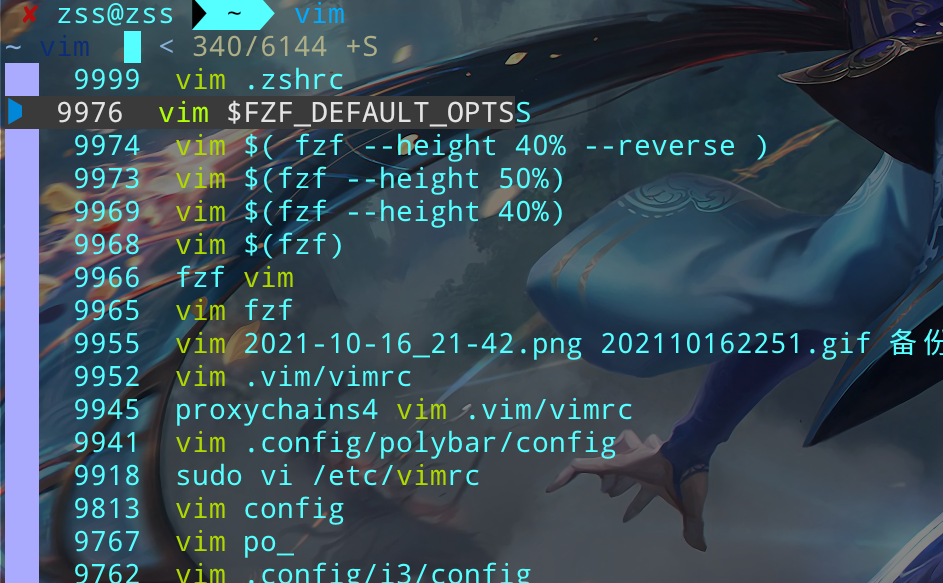 ✘ zss@zss ~ vim
~ vim < 340/6144 +S
9999 vim .zshrc
9976 vim $FZF_DEFAULT_OPTSS
9974 vim $( fzf --height 40% --reverse )
9973 vim $(fzf --height 50%)
9969 vim $(fzf --height 40%)
9968 vim $(fzf)
9966 fzf vim
9965 vim fzf
9955 vim 2021-10-16_21-42.png 202110162251.gif 备份
9952 vim .vim/vimrc
9945 proxychains4 vim .vim/vimrc
9941 vim .config/polybar/config
9918 sudo vi /etc/vimrc
9813 vim config
9767 vim po_
9762 vim .config/i3/config